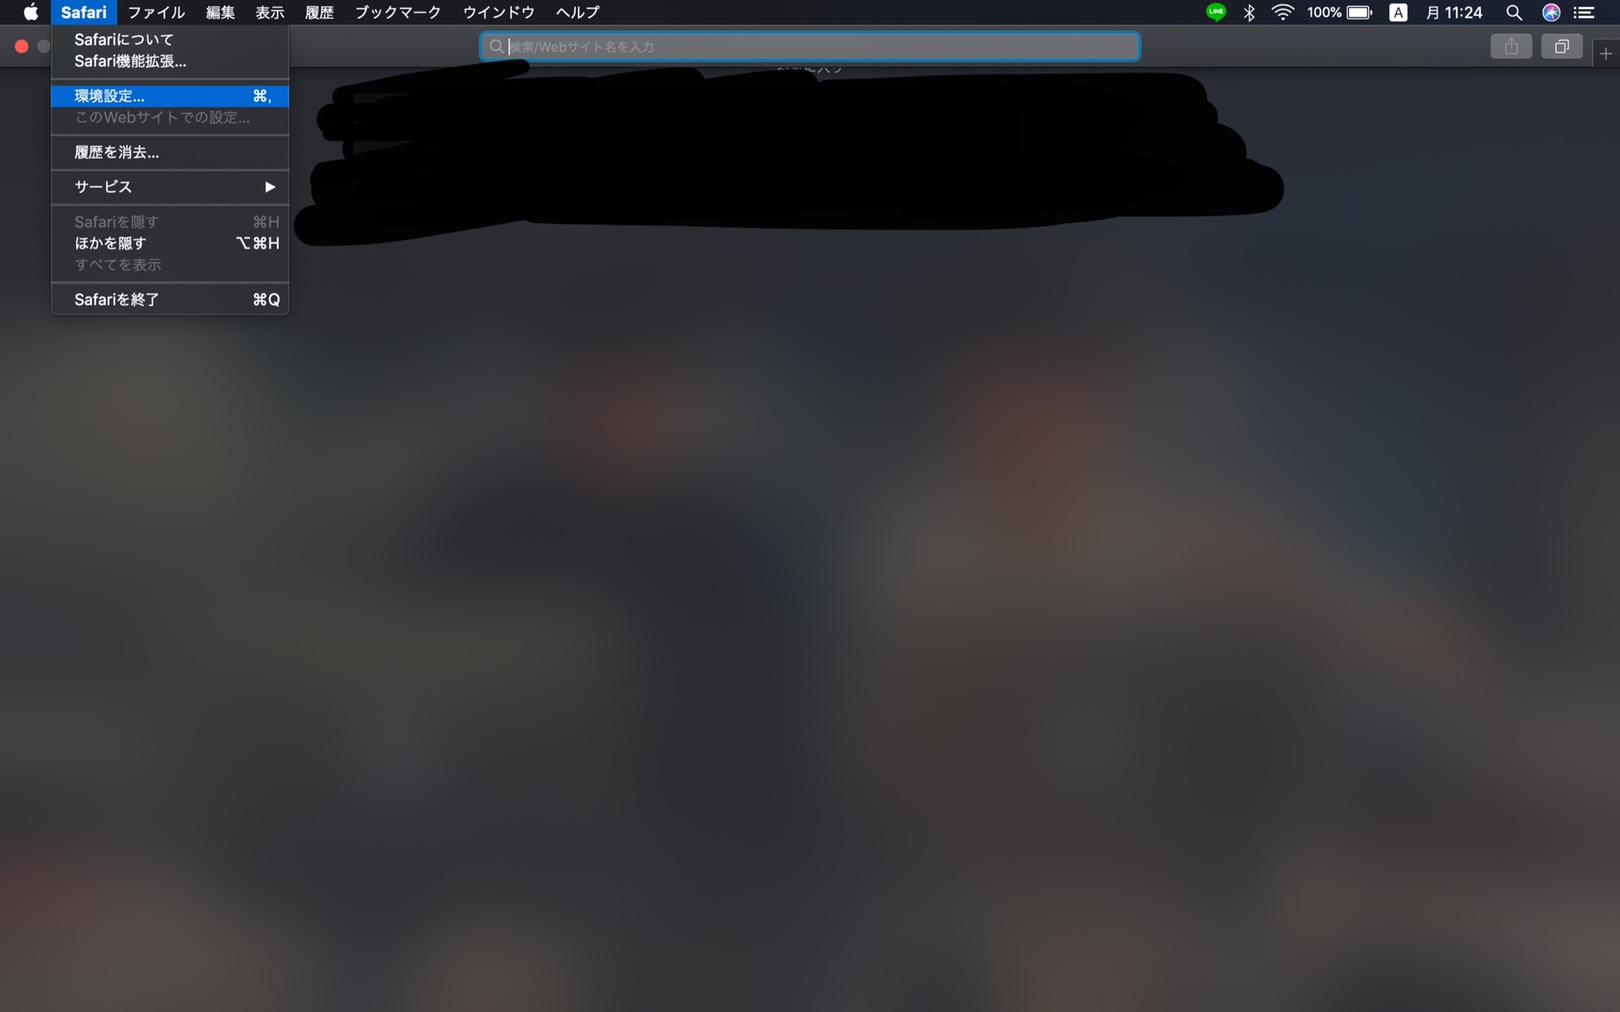 Safari ファイル 編集 表示 履歴 ブックマーク ウインドウ ヘルプ LINE 100% A 月 11:24
検索/Webサイト名を入力
Safariについて
Safari機能拡張...
環境設定... ⌘,
このWebサイトでの設定...
履歴を消去...
サービス ▶
Safariを隠す ⌘H
ほかを隠す ⌥⌘H
すべてを表示
Safariを終了 ⌘Q